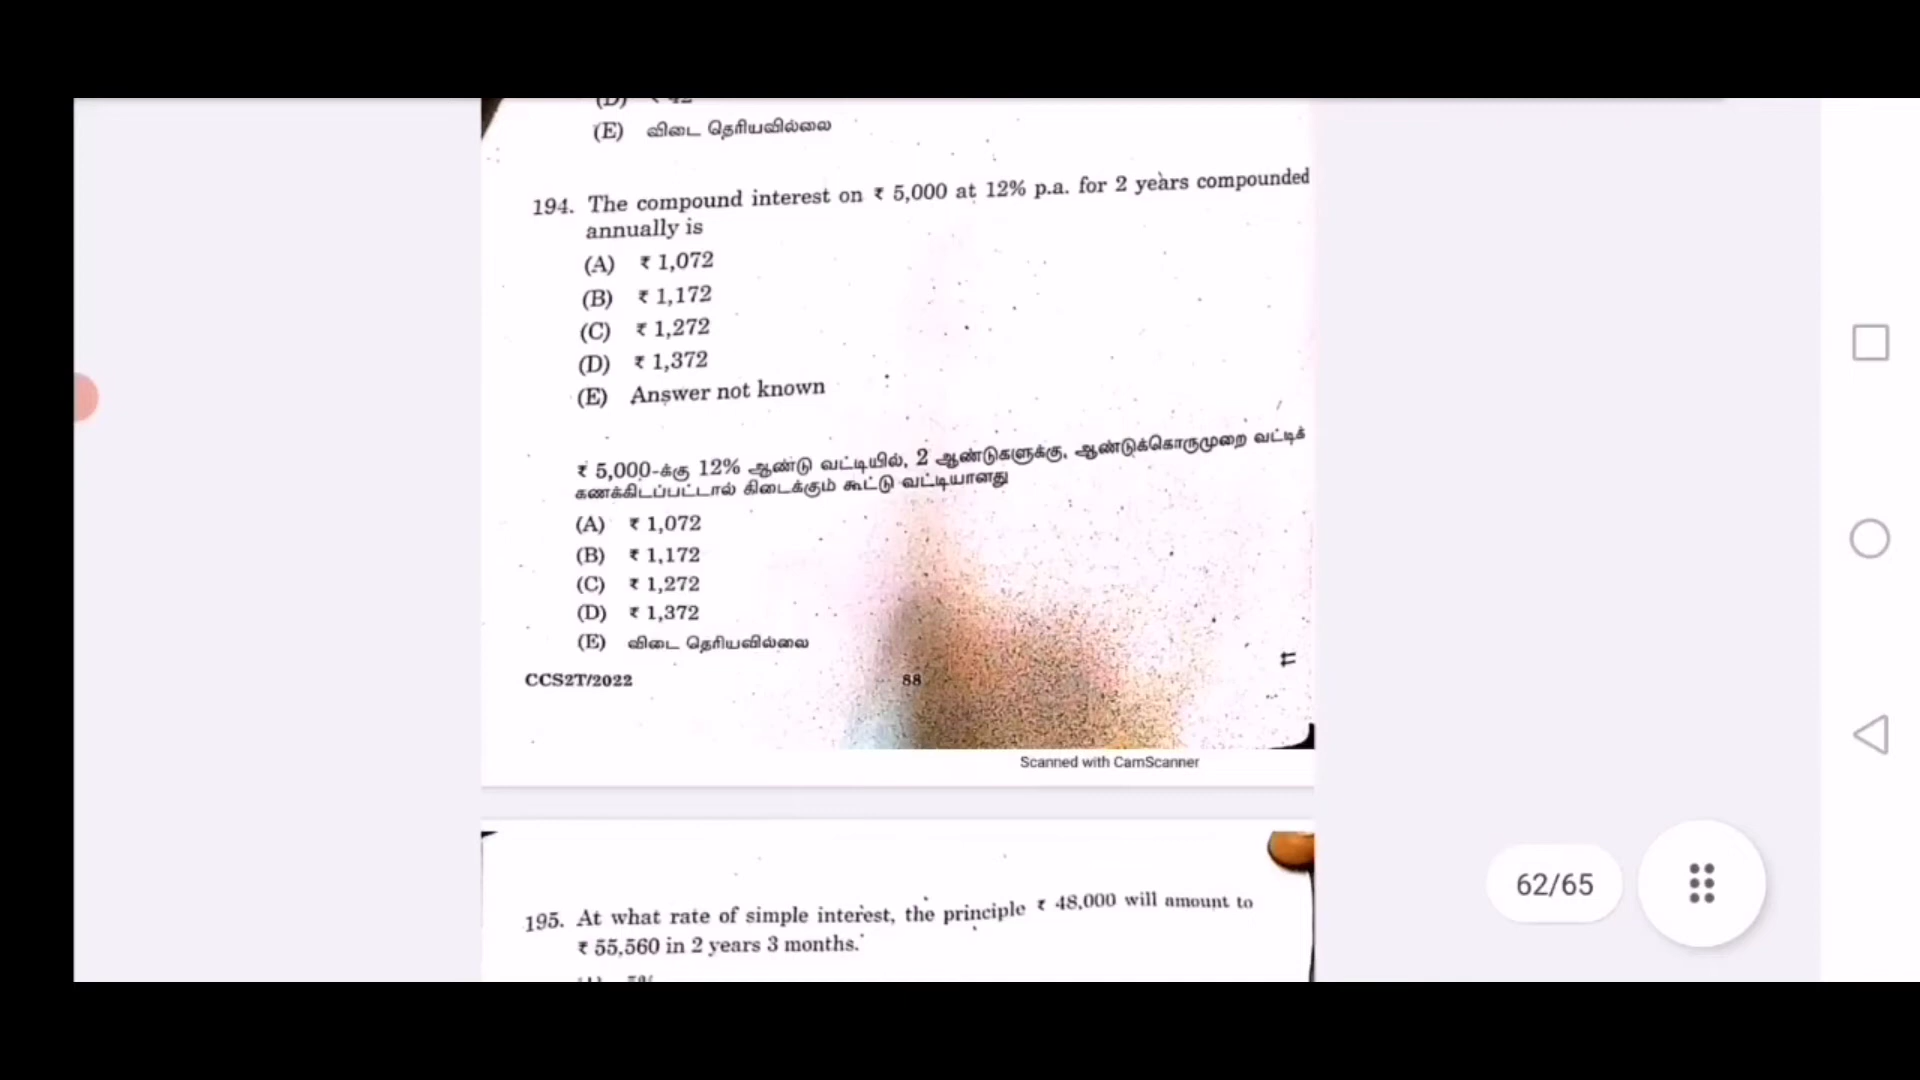 (E) விடை தெரியவில்லை
194. The compound interest on ₹ 5,000 at 12% p.a. for 2 years compounded
annually is
(A) ₹ 1,072
(B) ₹ 1,172
(C) ₹ 1,272
(D) ₹ 1,372
(E) Answer not known
₹ 5,000-க்கு 12% ஆண்டு வட்டியில், 2 ஆண்டுகளுக்கு, ஆண்டுக்கொருமுறை வட்டிக்
கணக்கிடப்பட்டால் கிடைக்கும் கூட்டு வட்டியானது
(A) ₹ 1,072
(B) ₹ 1,172
(C) ₹ 1,272
(D) ₹ 1,372
(E) விடை தெரியவில்லை
CCS2T/2022 88
Scanned with CamScanner
195. At what rate of simple interest, the principle ₹ 48,000 will amount to
₹ 55,560 in 2 years 3 months.
62/65